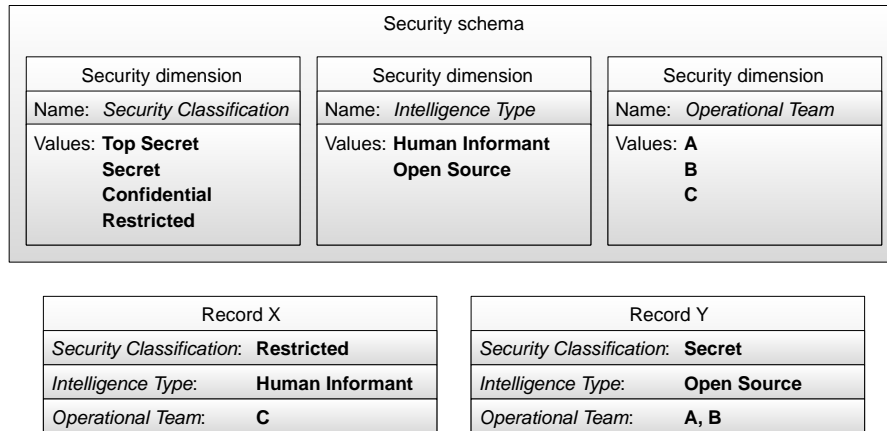 Security schema
Security dimension
Name: Security Classification
Values: Top Secret
Secret
Confidential
Restricted
Security dimension
Name: Intelligence Type
Values: Human Informant
Open Source
Security dimension
Name: Operational Team
Values: A
B
C
Record X
Security Classification: Restricted
Intelligence Type: Human Informant
Operational Team: C
Record Y
Security Classification: Secret
Intelligence Type: Open Source
Operational Team: A, B